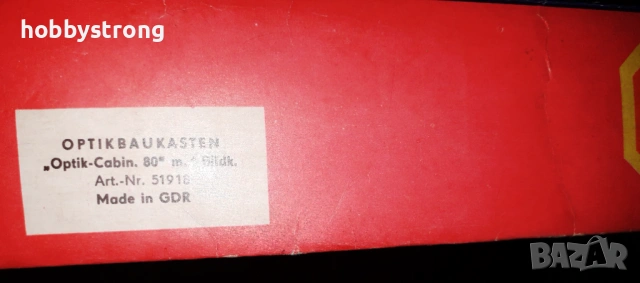 hobbystrong
OPTIKBAUKASTEN
„Optik-Cabin. 80" m. Bildk.
Art.-Nr. 51918
Made in GDR
BAZAR